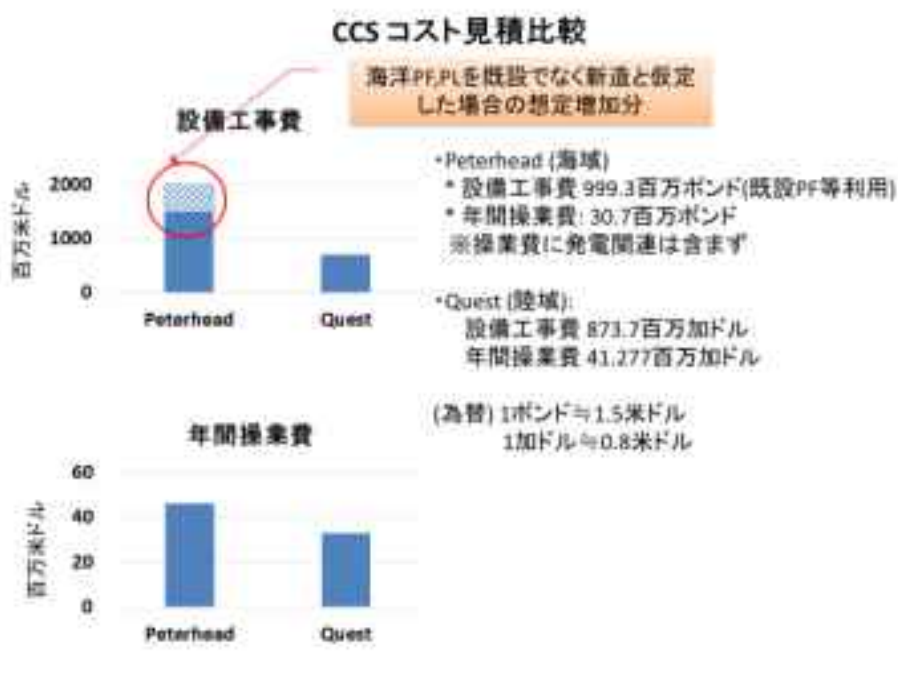 CCS コスト見積比較
海洋PF,PLを既設でなく新造と仮定
した場合の想定増加分
設備工事費
百万米ドル
2000
1000
0
Peterhead
Quest
・Peterhead (海域)
* 設備工事費 999.3百万ポンド(既設PF等利用)
* 年間操業費: 30.7百万ポンド
※操業費に発電関連は含まず
・Quest (陸域):
設備工事費 873.7百万加ドル
年間操業費 41.277百万加ドル
(為替) 1ポンド≒1.5米ドル
1加ドル≒0.8米ドル
年間操業費
百万米ドル
60
40
20
0
Peterhead
Quest